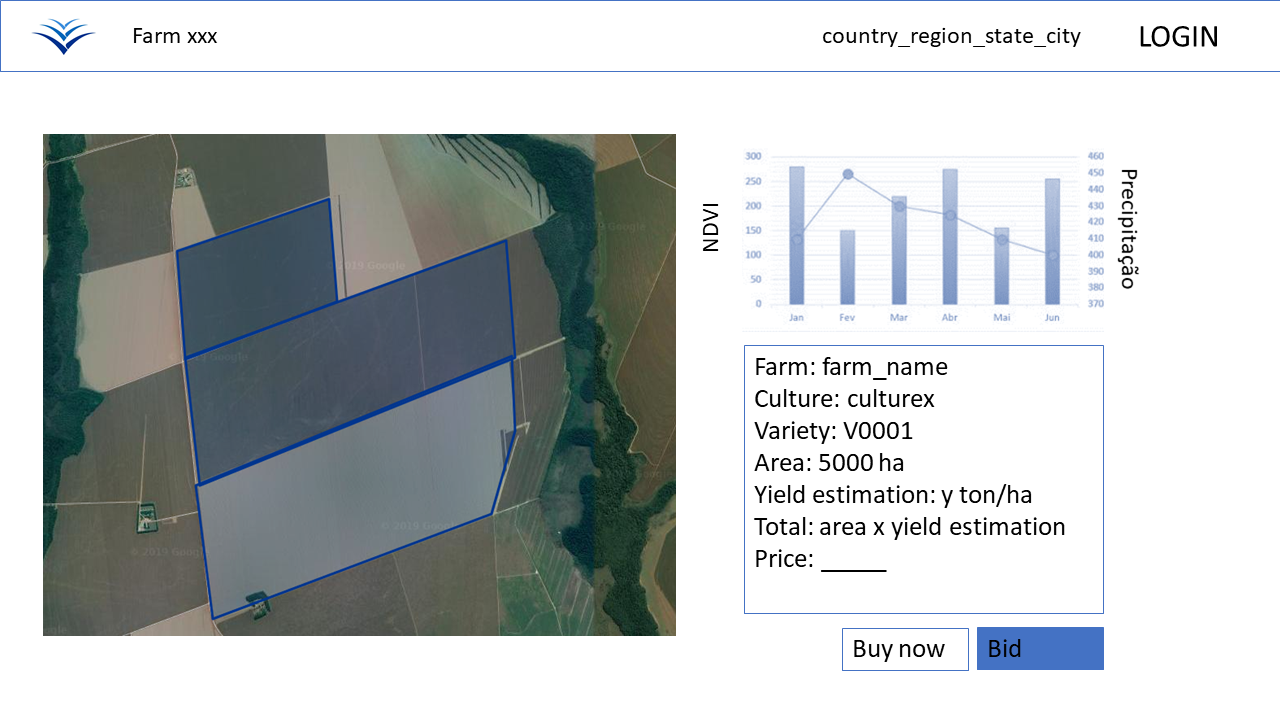 Farm xxx
country_region_state_city
LOGIN
© 2019 Google
© 2019 Google
© 2019 Google
© 2019 Google
© 2019 Google
NDVI
300
250
200
150
100
50
0
460
450
440
430
420
410
400
390
380
370
Jan
Fev
Mar
Abr
Mai
Jun
Precipitação
Farm: farm_name
Culture: culturex
Variety: V0001
Area: 5000 ha
Yield estimation: y ton/ha
Total: area x yield estimation
Price: _____
Buy now
Bid